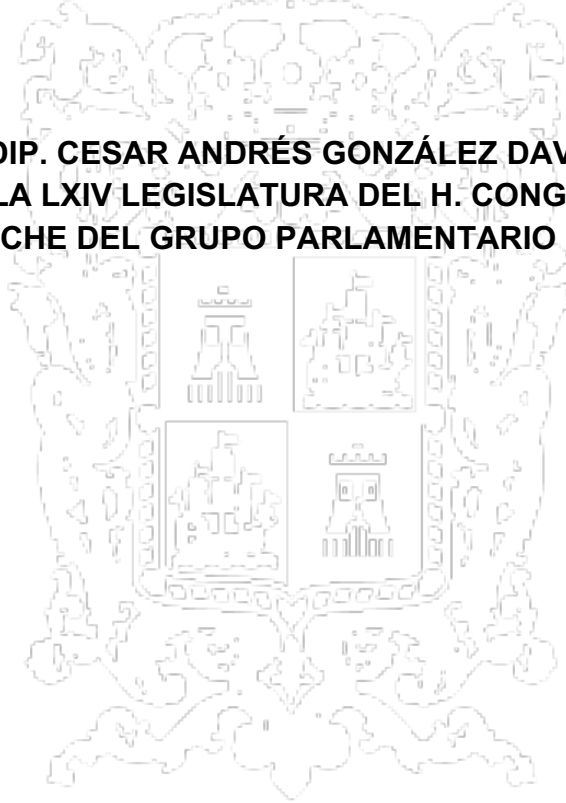 DIP. CESAR ANDRÉS GONZÁLEZ DAV
LA LXIV LEGISLATURA DEL H. CONG
CHE DEL GRUPO PARLAMENTARIO